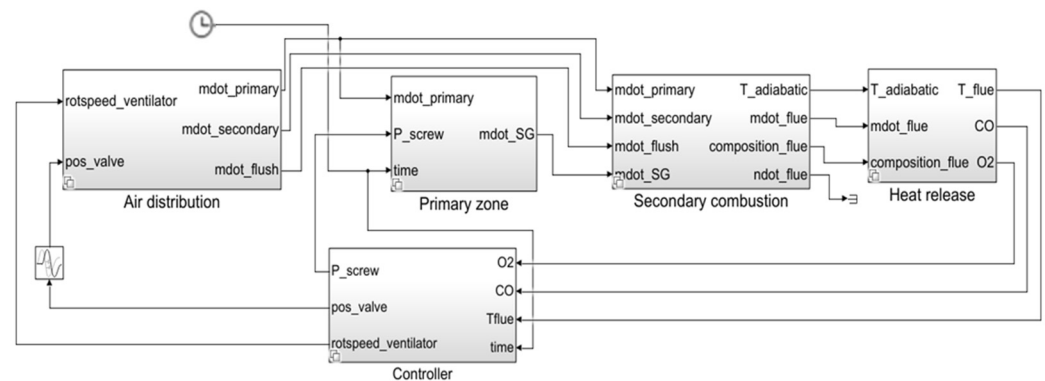 rotspeed_ventilator
pos_valve
mdot_primary
mdot_secondary
mdot_flush
Air distribution
mdot_primary
P_screw
time
mdot_SG
Primary zone
mdot_primary
mdot_secondary
mdot_flush
mdot_SG
T_adiabatic
mdot_flue
composition_flue
ndot_flue
Secondary combustion
T_adiabatic
mdot_flue
composition_flue
T_flue
CO
O2
Heat release
P_screw
pos_valve
rotspeed_ventilator
O2
CO
Tflue
time
Controller